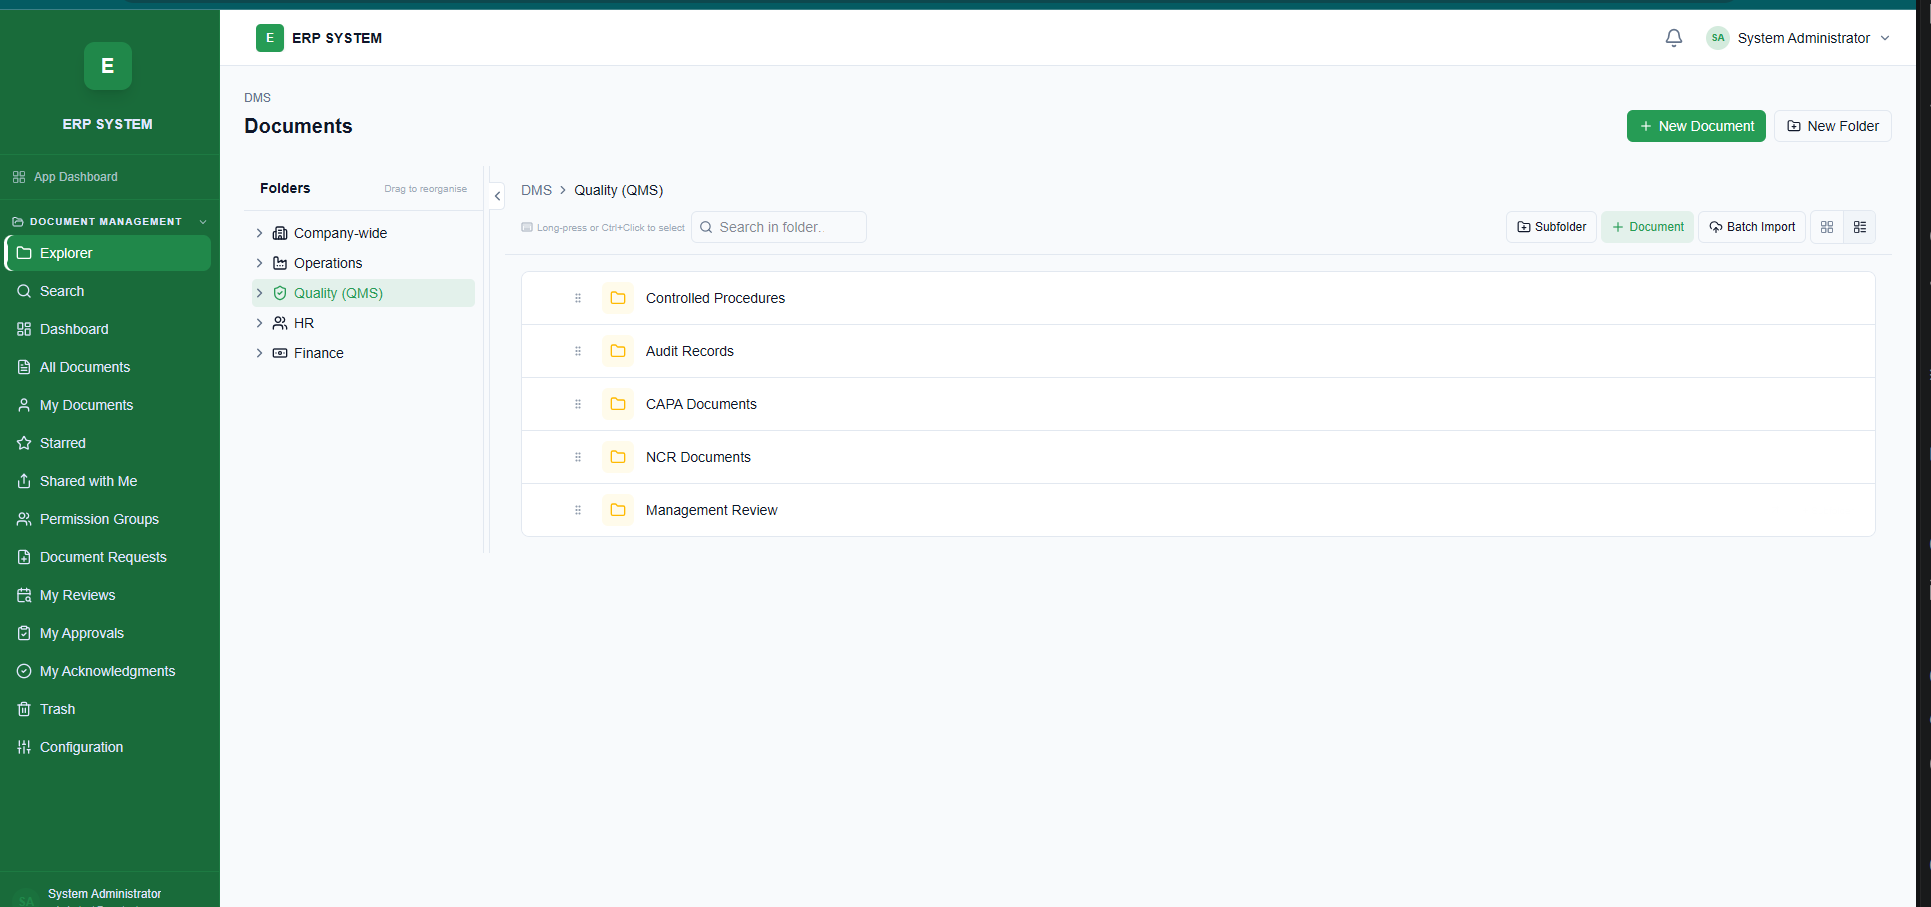 E
ERP SYSTEM
App Dashboard
DOCUMENT MANAGEMENT
Explorer
Search
Dashboard
All Documents
My Documents
Starred
Shared with Me
Permission Groups
Document Requests
My Reviews
My Approvals
My Acknowledgments
Trash
Configuration
SA
System Administrator
E ERP SYSTEM
SA System Administrator
DMS
Documents
+ New Document
New Folder
Folders
Drag to reorganise
Company-wide
Operations
Quality (QMS)
HR
Finance
DMS > Quality (QMS)
Long-press or Ctrl+Click to select
Search in folder..
Subfolder
+ Document
Batch Import
Controlled Procedures
Audit Records
CAPA Documents
NCR Documents
Management Review